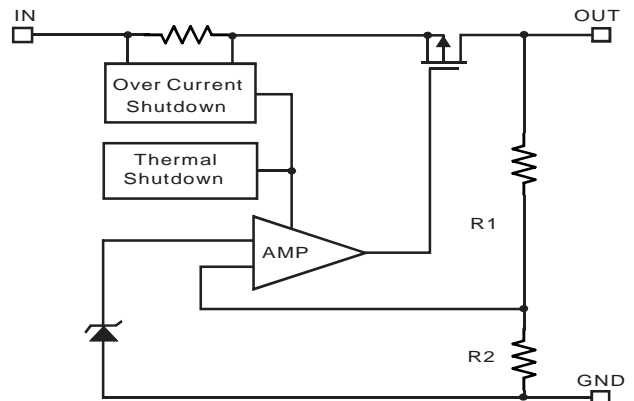 IN
OUT
Over Current
Shutdown
Thermal
Shutdown
AMP
R1
R2
GND